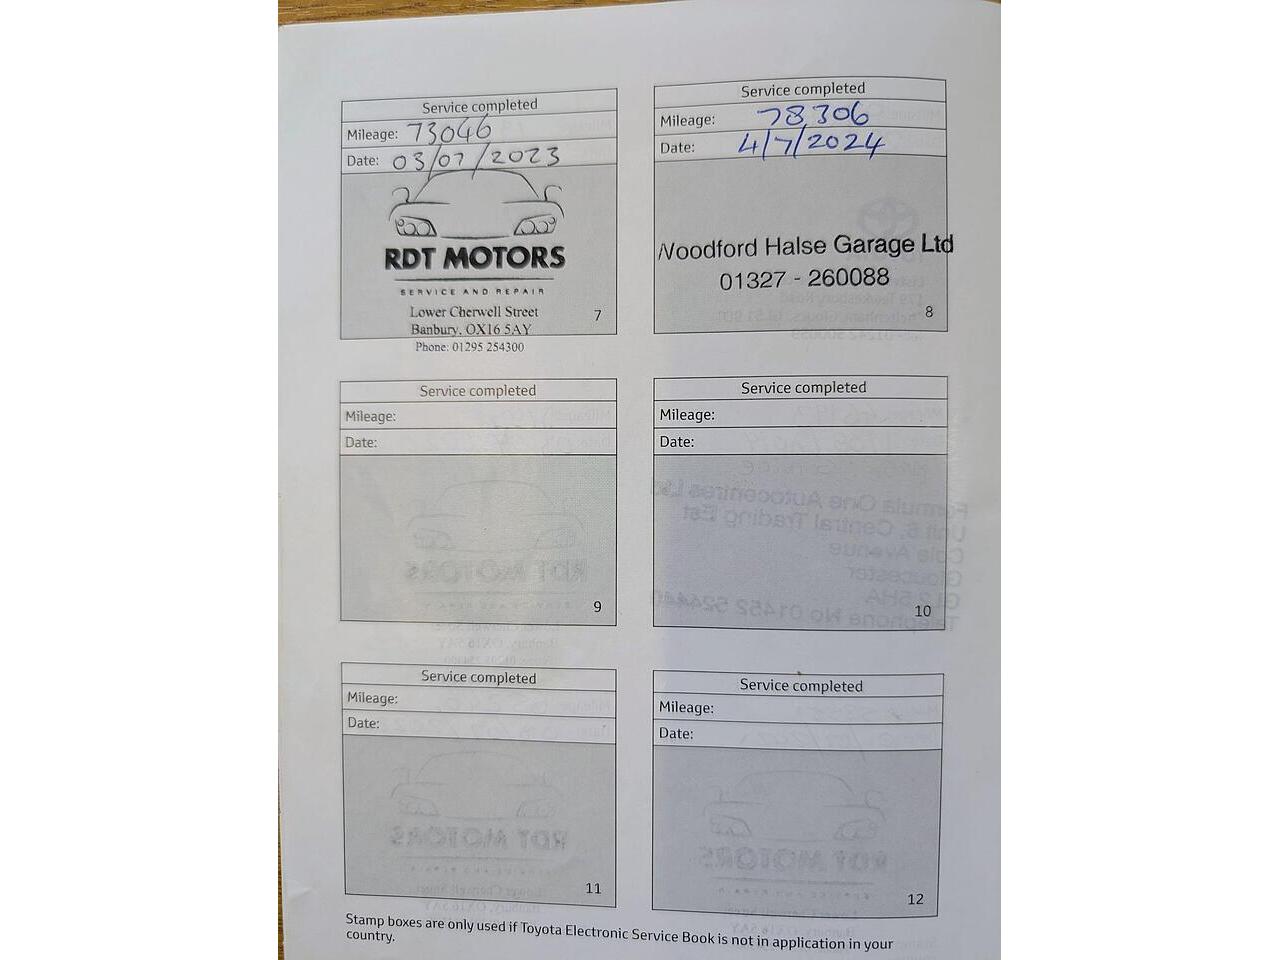 Service completed
Mileage: 73046
Date: 03/07/2023
RDT MOTORS
SERVICE AND REPAIR
Lower Cherwell Street
Banbury, OX16 5AY
Phone: 01295 254300
7
Service completed
Mileage: 78306
Date: 4/7/2024
Woodford Halse Garage Ltd
01327 - 260088
8
Service completed
Mileage:
Date:
9
Service completed
Mileage:
Date:
10
Service completed
Mileage:
Date:
11
Service completed
Mileage:
Date:
12
Stamp boxes are only used if Toyota Electronic Service Book is not in application in your
country.